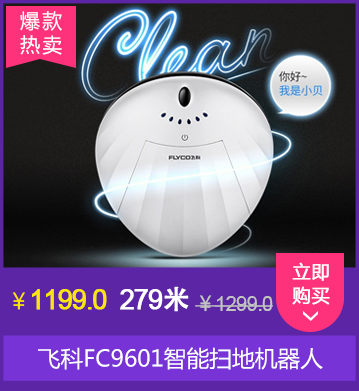 爆款
热卖
Clean
你好~
我是小贝
FLYCO飞科
¥1199.0 279米 ¥1299.0
立即
购买
飞科FC9601智能扫地机器人